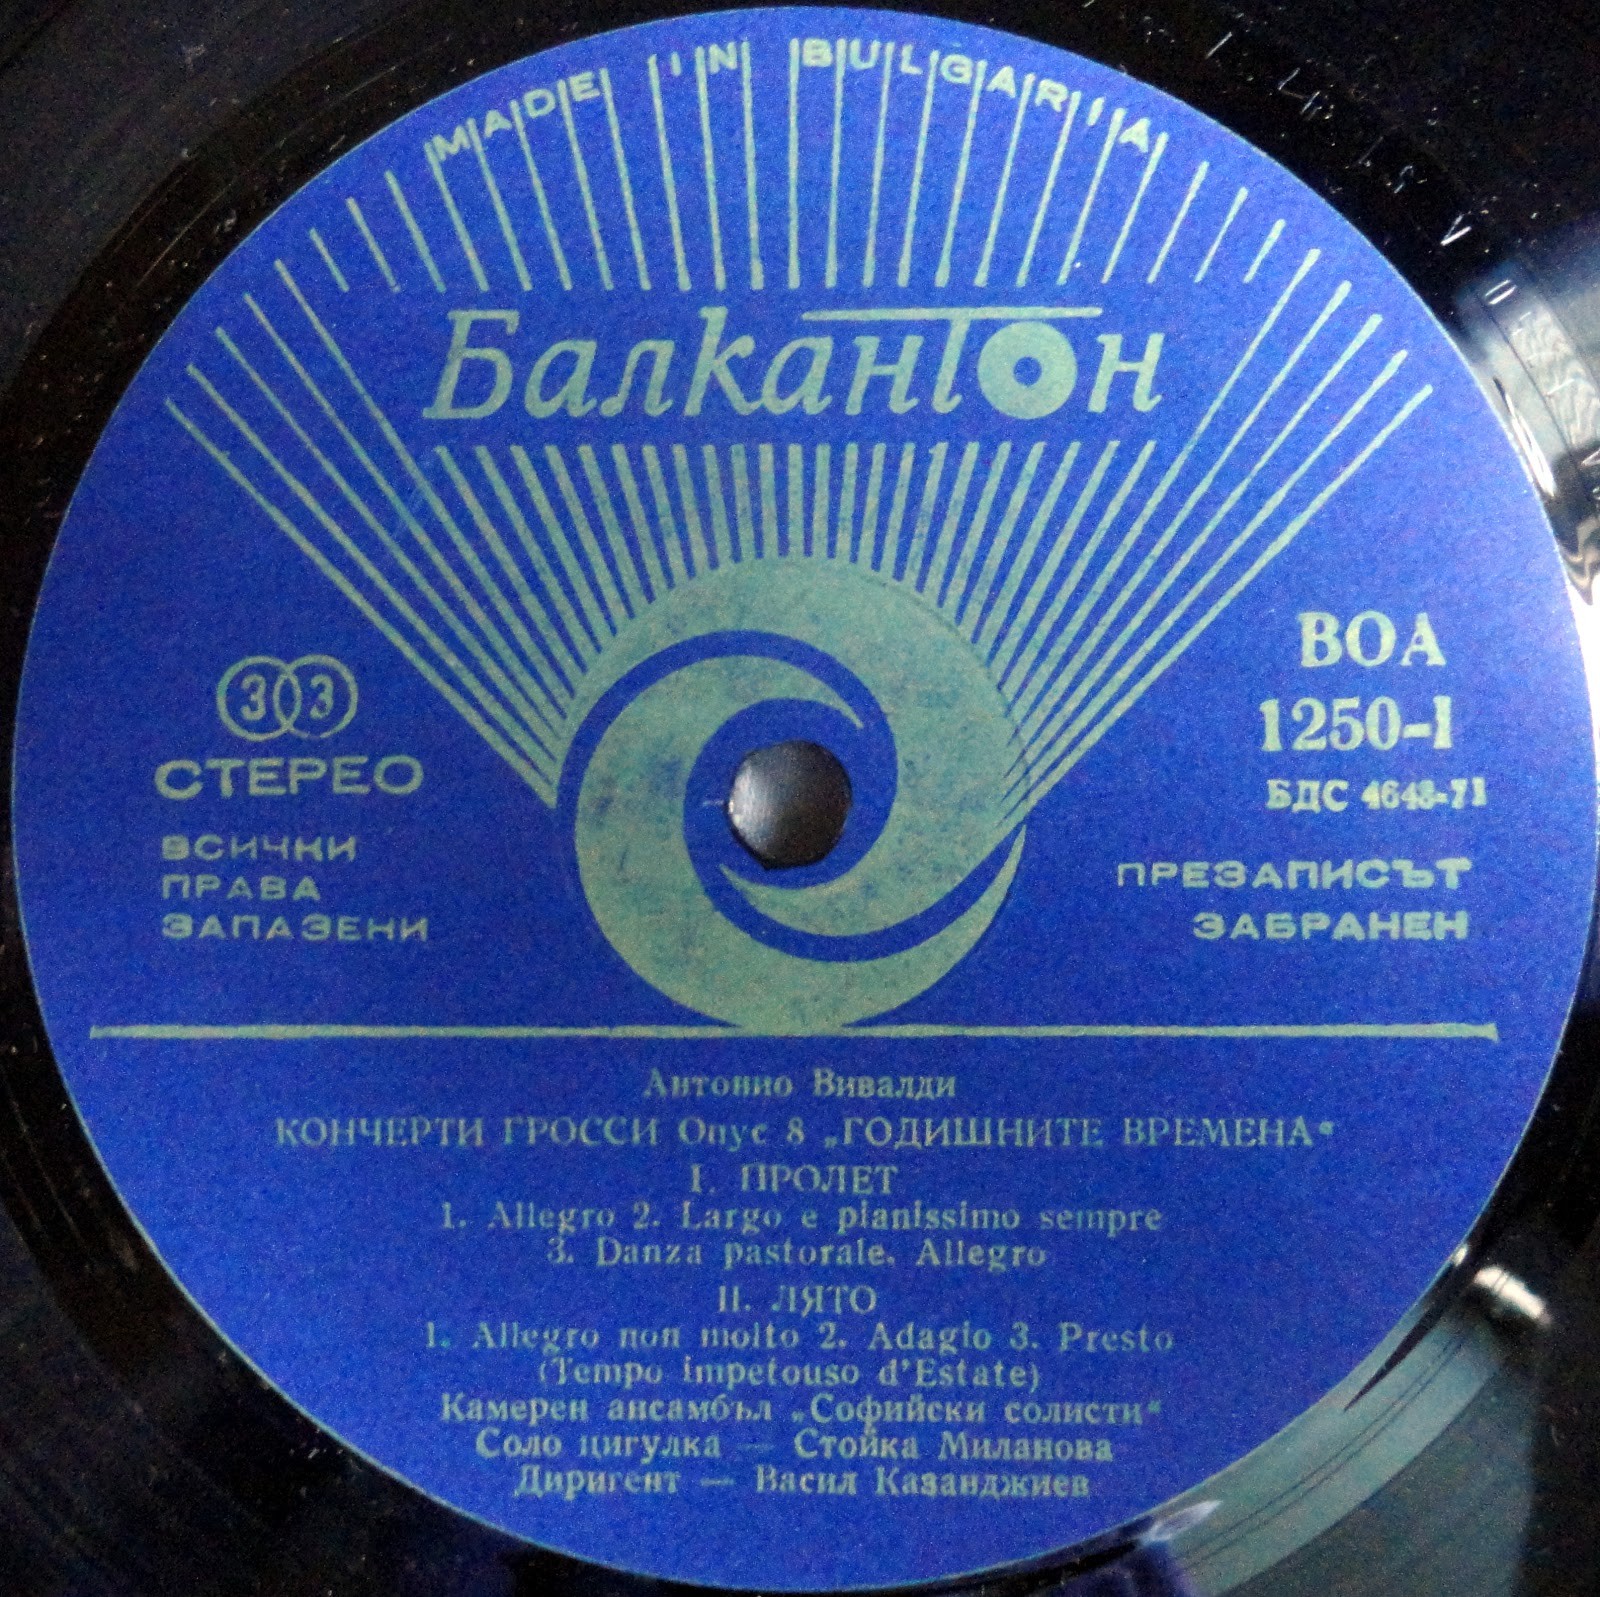 MADE IN BULGARIA
Балкантон
33
СТЕРЕО
ВСИЧКИ
ПРАВА
ЗАПАЗЕНИ
ВОА
1250-I
БДС 4643-71
ПРЕЗАПИСЪТ
ЗАБРАНЕН
Антонио Вивалди
КОНЧЕРТИ ГРОССИ Опус 8 „ГОДИШНИТЕ ВРЕМЕНА“
I. ПРОЛЕТ
1. Allegro 2. Largo e pianissimo sempre
3. Danza pastorale. Allegro
II. ЛЯТО
1. Allegro non molto 2. Adagio 3. Presto
(Tempo impetouso d'Estate)
Камерен ансамбъл „Софийски солисти“
Соло цигулка — Стойка Миланова
Диригент — Васил Казанджиев